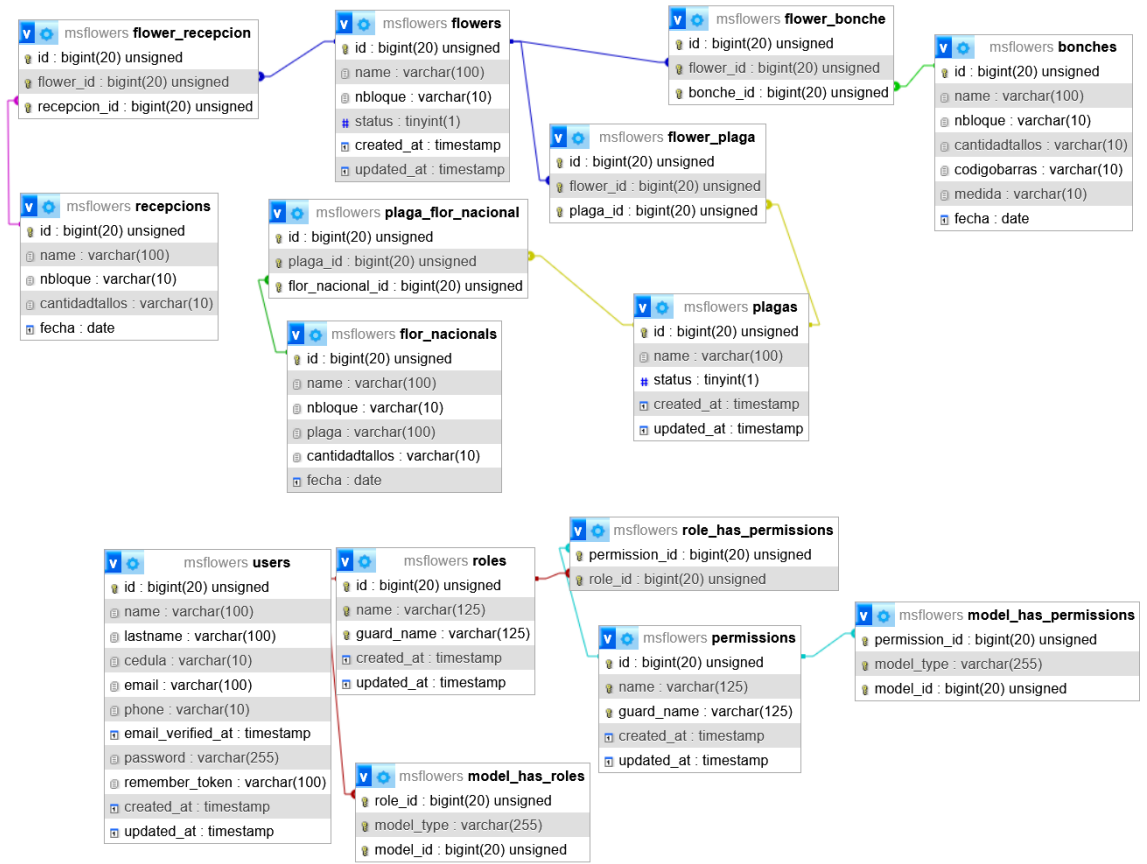 msflowers flower_recepcion
id : bigint(20) unsigned
flower_id : bigint(20) unsigned
recepcion_id : bigint(20) unsigned
msflowers flowers
id : bigint(20) unsigned
name : varchar(100)
nbloque : varchar(10)
status : tinyint(1)
created_at : timestamp
updated_at : timestamp
msflowers flower_bonche
id : bigint(20) unsigned
flower_id : bigint(20) unsigned
bonche_id : bigint(20) unsigned
msflowers bonches
id : bigint(20) unsigned
name : varchar(100)
nbloque : varchar(10)
cantidadtallos : varchar(10)
codigobarras : varchar(10)
medida : varchar(10)
fecha : date
msflowers flower_plaga
id : bigint(20) unsigned
flower_id : bigint(20) unsigned
plaga_id : bigint(20) unsigned
msflowers recepcions
id : bigint(20) unsigned
name : varchar(100)
nbloque : varchar(10)
cantidadtallos : varchar(10)
fecha : date
msflowers plaga_flor_nacional
id : bigint(20) unsigned
plaga_id : bigint(20) unsigned
flor_nacional_id : bigint(20) unsigned
msflowers plagas
id : bigint(20) unsigned
name : varchar(100)
status : tinyint(1)
created_at : timestamp
updated_at : timestamp
msflowers flor_nacionals
id : bigint(20) unsigned
name : varchar(100)
nbloque : varchar(10)
plaga : varchar(100)
cantidadtallos : varchar(10)
fecha : date
msflowers users
id : bigint(20) unsigned
name : varchar(100)
lastname : varchar(100)
cedula : varchar(10)
email : varchar(100)
phone : varchar(10)
email_verified_at : timestamp
password : varchar(255)
remember_token : varchar(100)
created_at : timestamp
updated_at : timestamp
msflowers roles
id : bigint(20) unsigned
name : varchar(125)
guard_name : varchar(125)
created_at : timestamp
updated_at : timestamp
msflowers role_has_permissions
permission_id : bigint(20) unsigned
role_id : bigint(20) unsigned
msflowers permissions
id : bigint(20) unsigned
name : varchar(125)
guard_name : varchar(125)
created_at : timestamp
updated_at : timestamp
msflowers model_has_permissions
permission_id : bigint(20) unsigned
model_type : varchar(255)
model_id : bigint(20) unsigned
msflowers model_has_roles
role_id : bigint(20) unsigned
model_type : varchar(255)
model_id : bigint(20) unsigned